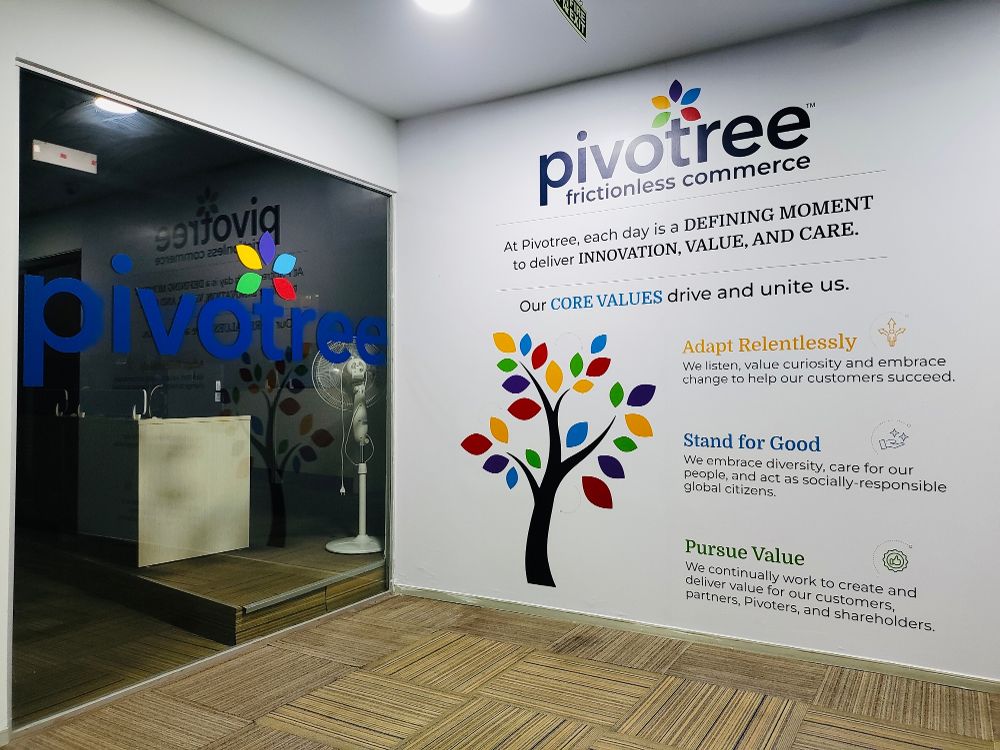 FIRE
EXIT
pivotree
pivotree™
frictionless commerce
At Pivotree, each day is a DEFINING MOMENT
to deliver INNOVATION, VALUE, AND CARE.
Our CORE VALUES drive and unite us.
Adapt Relentlessly
We listen, value curiosity and embrace
change to help our customers succeed.
Stand for Good
We embrace diversity, care for our
people, and act as socially-responsible
global citizens.
Pursue Value
We continually work to create and
deliver value for our customers,
partners, Pivoters, and shareholders.